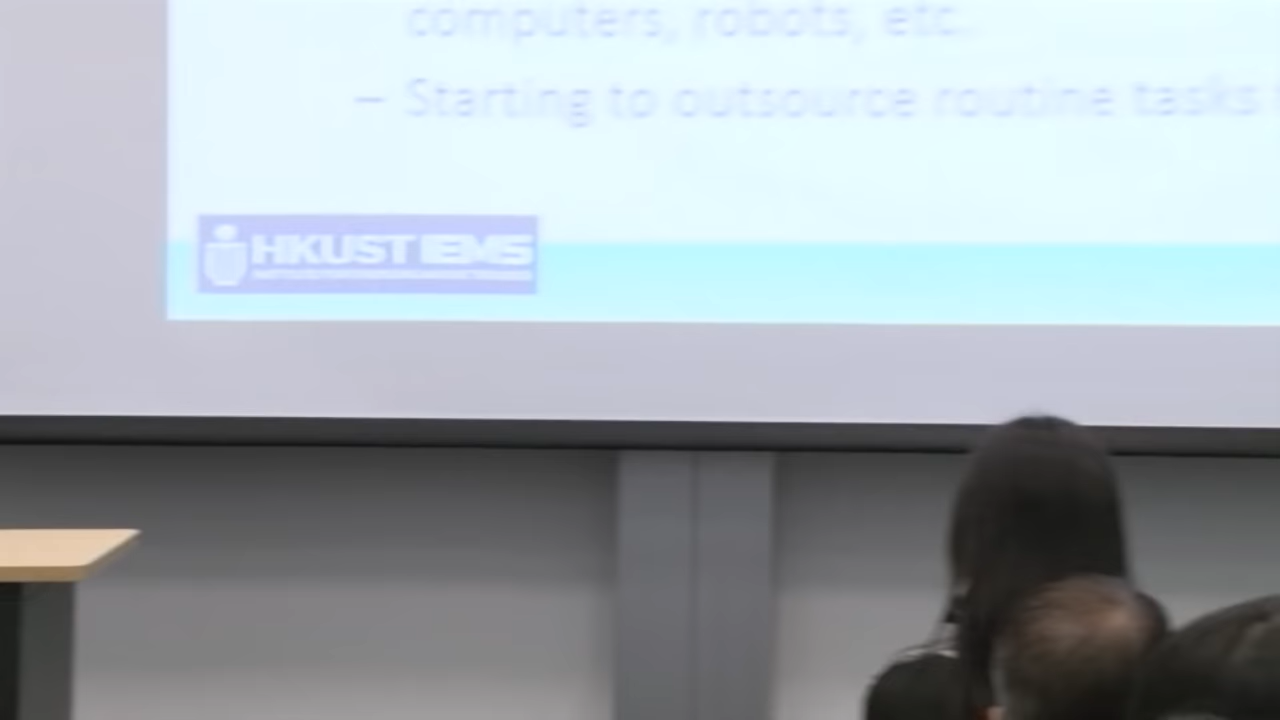 computers, robots, etc.
– Starting to outsource routine tasks
HKUST IEMS